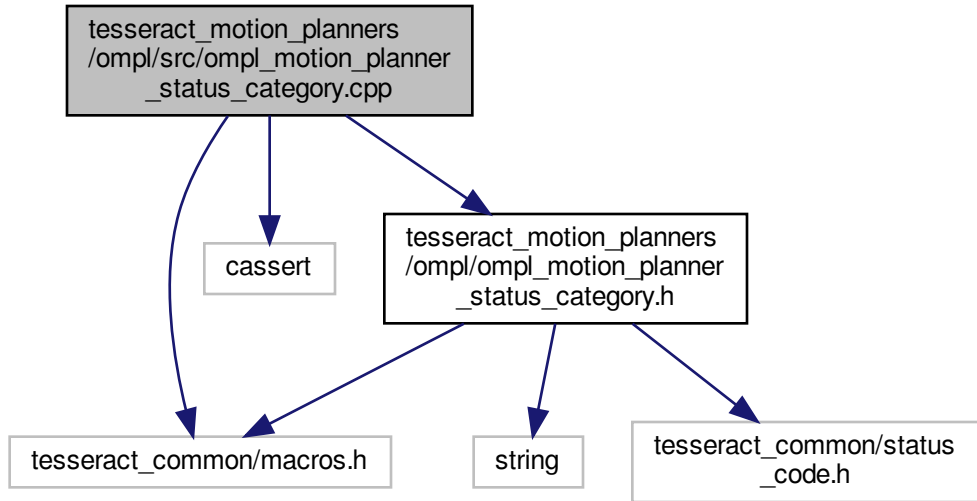 tesseract_motion_planners
/ompl/src/ompl_motion_planner
_status_category.cpp
cassert
tesseract_motion_planners
/ompl/ompl_motion_planner
_status_category.h
tesseract_common/macros.h
string
tesseract_common/status
_code.h